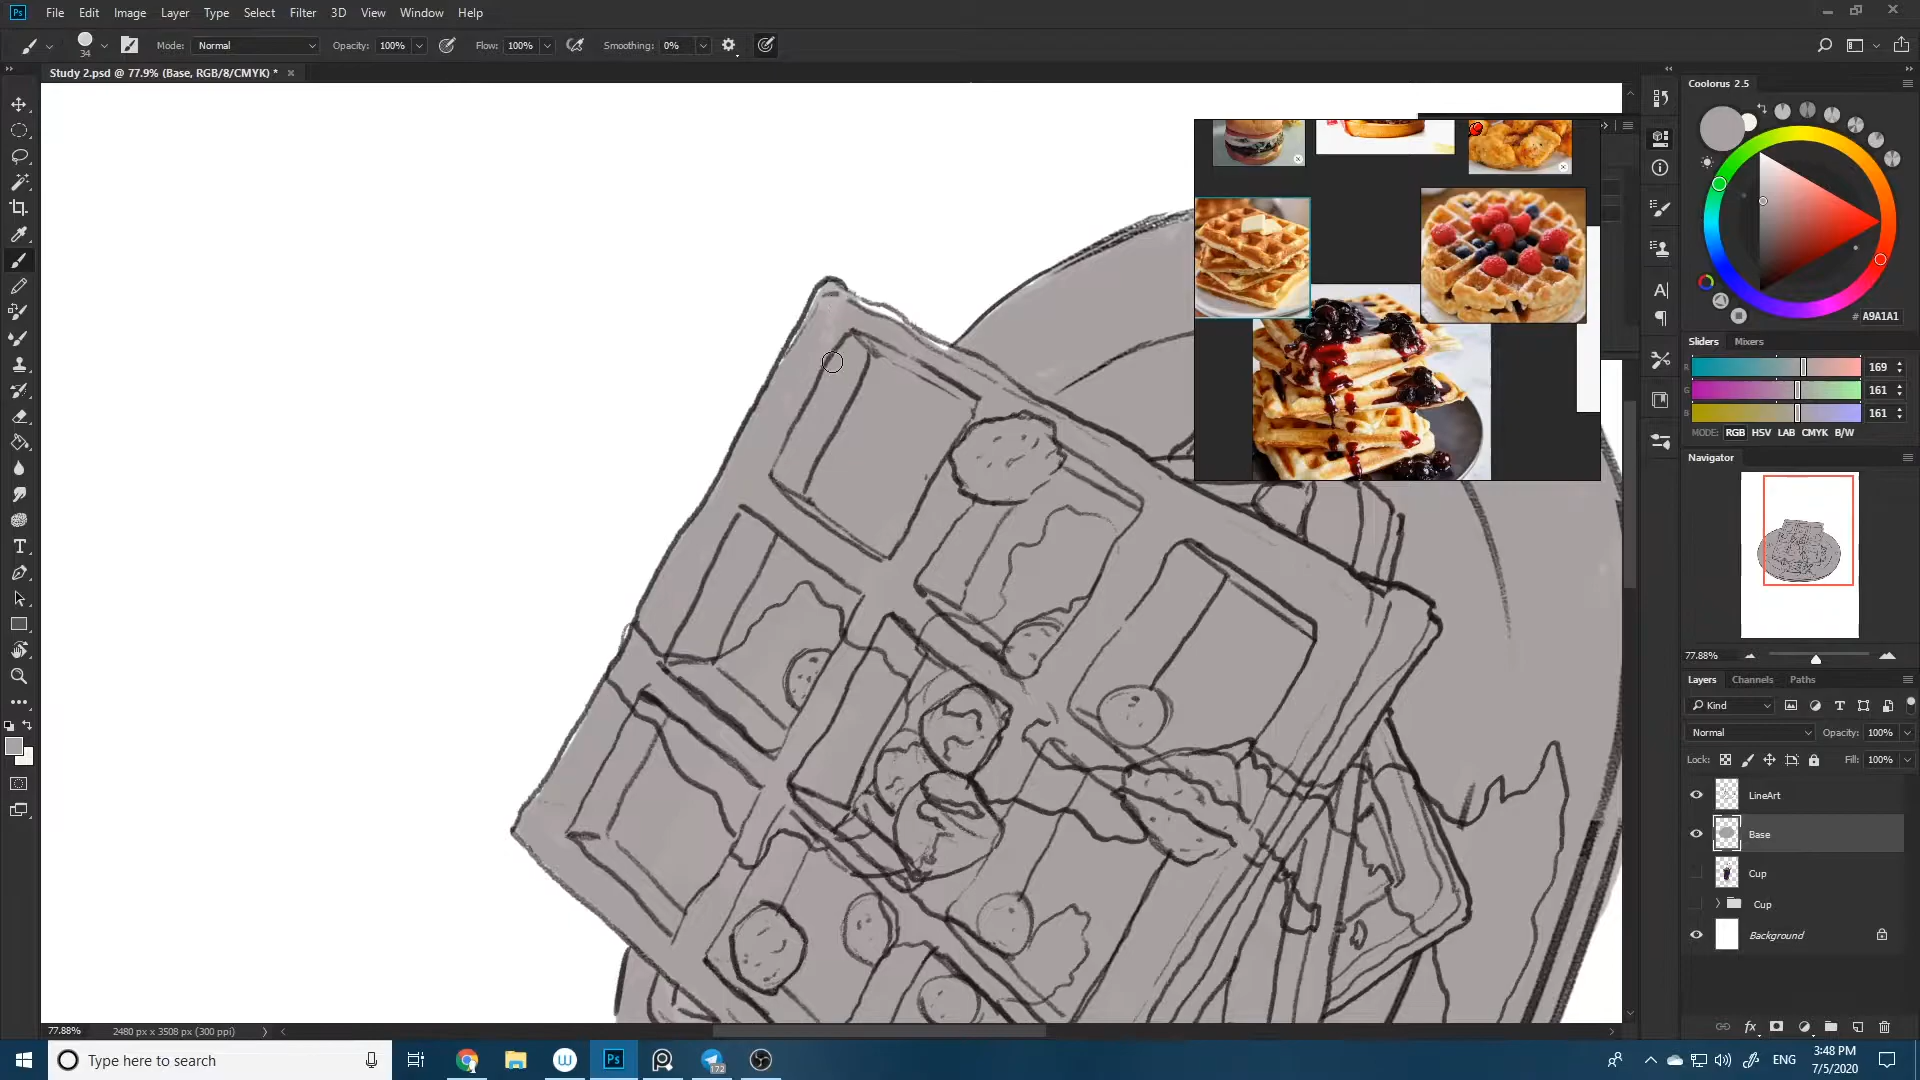 Ps File Edit Image Layer Type Select Filter 3D View Window Help
34 Mode: Normal Opacity: 100% Flow: 100% Smoothing: 0%
Study 2.psd @ 77.9% (Base, RGB/8/CMYK) * ×
Coolorus 2.5
# A9A1A1
Sliders Mixers
R 169
G 161
B 161
MODE: RGB HSV LAB CMYK B/W
Navigator
77.88%
Layers Channels Paths
Kind
Normal Opacity: 100%
Lock: Fill: 100%
LineArt
Base
Cup
Cup
Background
77.88% 2480 px x 3508 px (300 ppi)
Type here to search
Ps
172
ENG
3:48 PM
7/5/2020